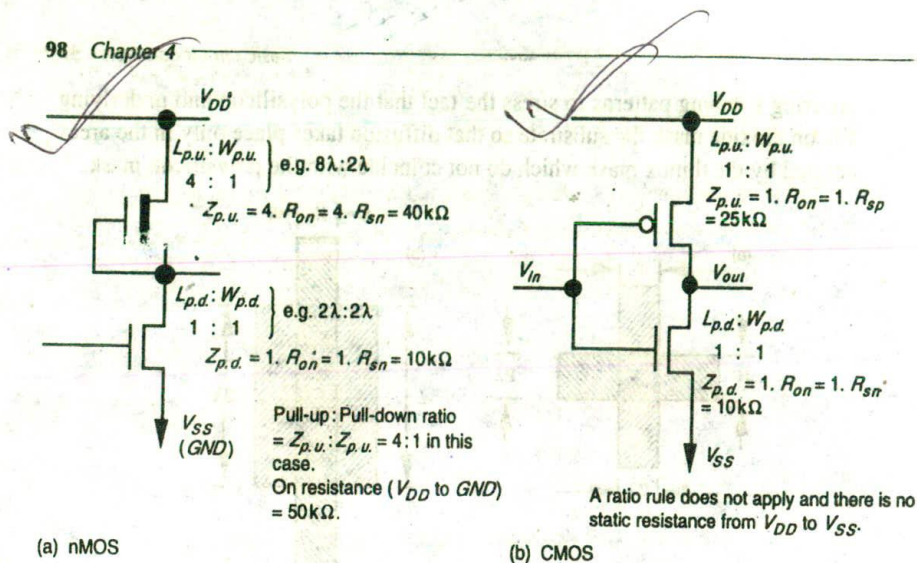 98 Chapter 4
V_DD
L_p.u. : W_p.u.
4 : 1
e.g. 8λ:2λ
Z_p.u. = 4. R_on = 4. R_sn = 40kΩ
L_p.d. : W_p.d.
1 : 1
e.g. 2λ:2λ
Z_p.d. = 1. R_on = 1. R_sn = 10kΩ
V_SS
(GND)
Pull-up : Pull-down ratio
= Z_p.u. : Z_p.u. = 4:1 in this
case.
On resistance (V_DD to GND)
= 50kΩ.
(a) nMOS
V_DD
L_p.u. : W_p.u.
1 : 1
Z_p.u. = 1. R_on = 1. R_sp
= 25kΩ
V_in
V_out
L_p.d. : W_p.d.
1 : 1
Z_p.d. = 1. R_on = 1. R_sn
= 10kΩ
V_SS
A ratio rule does not apply and there is no
static resistance from V_DD to V_SS.
(b) CMOS